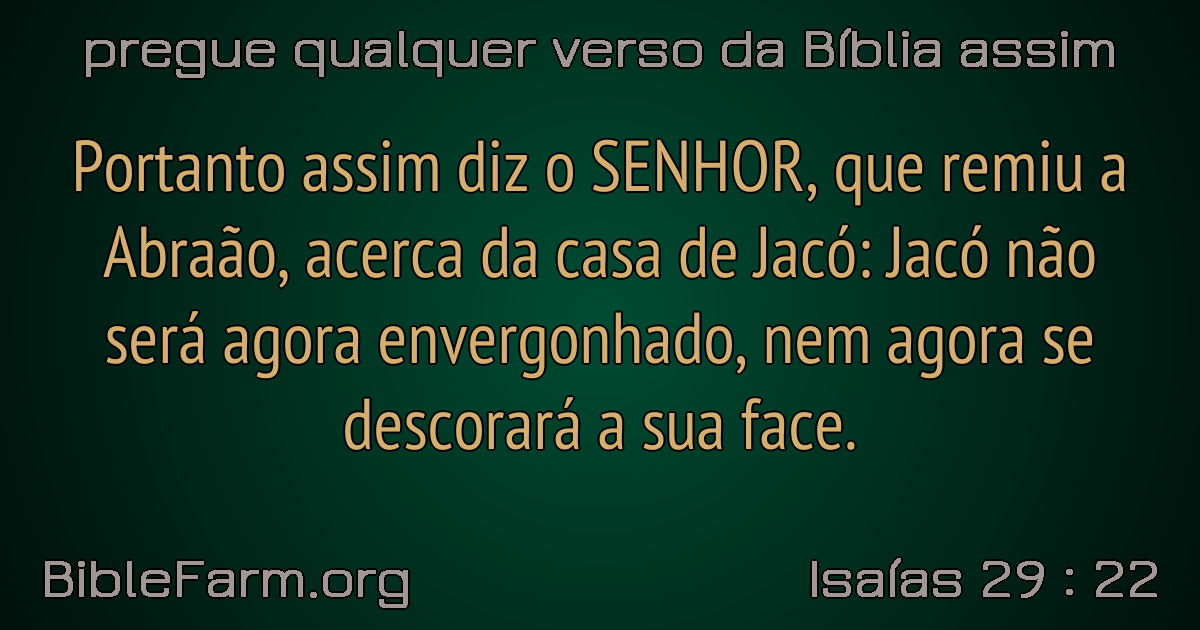 pregue qualquer verso da Bíblia assim
Portanto assim diz o SENHOR, que remiu a
Abraão, acerca da casa de Jacó: Jacó não
será agora envergonhado, nem agora se
descorará a sua face.
BibleFarm.org
Isaías 29 : 22